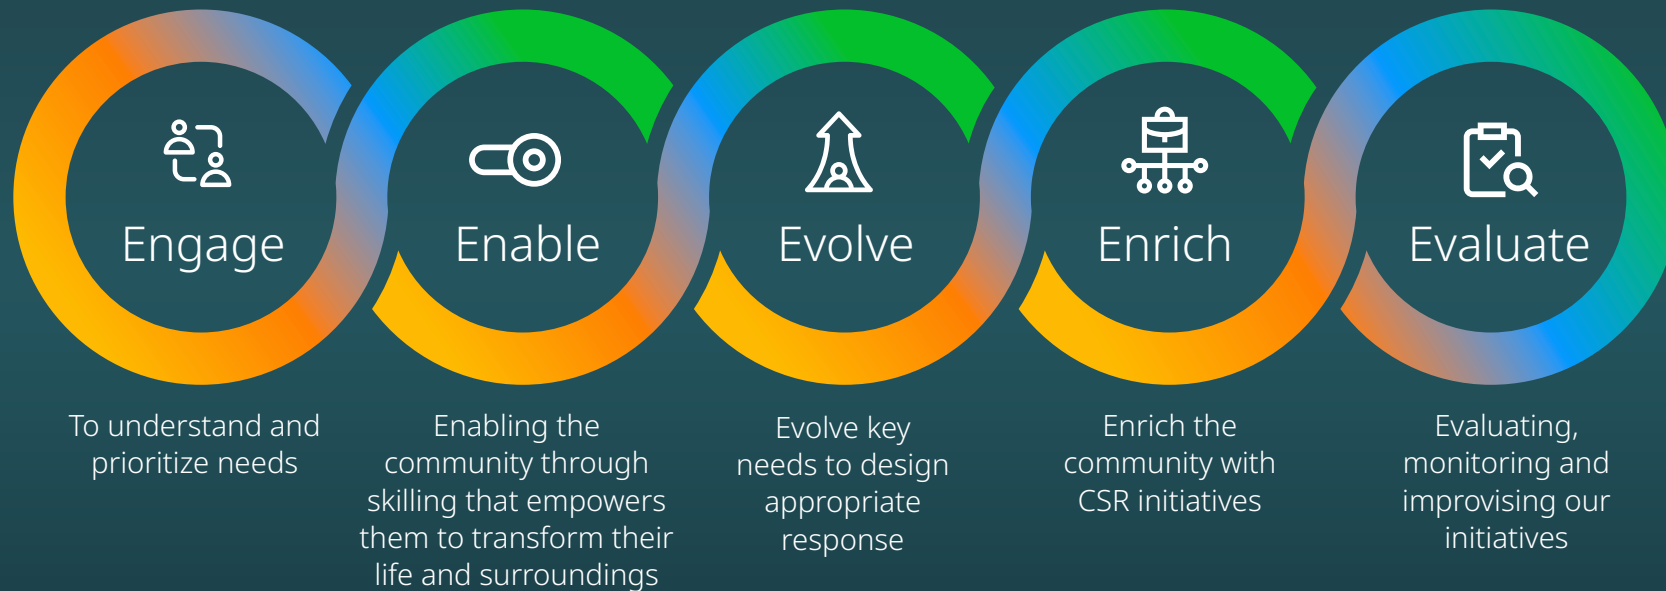 Engage
To understand and
prioritize needs
Enable
Enabling the
community through
skilling that empowers
them to transform their
life and surroundings
Evolve
Evolve key
needs to design
appropriate
response
Enrich
Enrich the
community with
CSR initiatives
Evaluate
Evaluating,
monitoring and
improvising our
initiatives